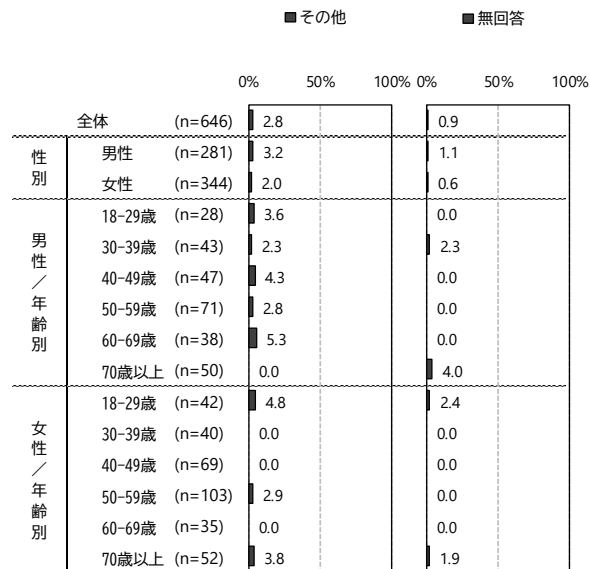 ■その他 ■無回答
0% 50% 100% 0% 50% 100%
全体 (n=646) 2.8 0.9
性別 男性 (n=281) 3.2 1.1
女性 (n=344) 2.0 0.6
男性／年齢別 18-29歳 (n=28) 3.6 0.0
30-39歳 (n=43) 2.3 2.3
40-49歳 (n=47) 4.3 0.0
50-59歳 (n=71) 2.8 0.0
60-69歳 (n=38) 5.3 0.0
70歳以上 (n=50) 0.0 4.0
女性／年齢別 18-29歳 (n=42) 4.8 2.4
30-39歳 (n=40) 0.0 0.0
40-49歳 (n=69) 0.0 0.0
50-59歳 (n=103) 2.9 0.0
60-69歳 (n=35) 0.0 0.0
70歳以上 (n=52) 3.8 1.9